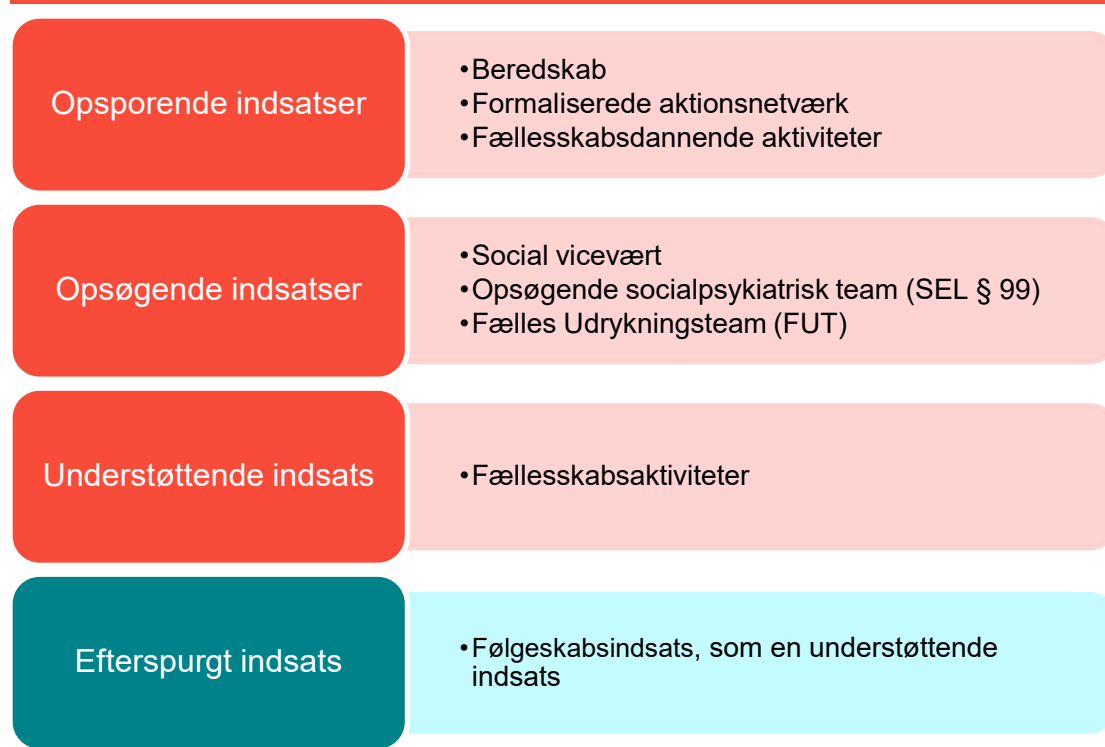 Opsporende indsatser
•Beredskab
•Formaliserede aktionsnetværk
•Fællesskabsdannende aktiviteter
Opsøgende indsatser
•Social vicevært
•Opsøgende socialpsykiatrisk team (SEL § 99)
•Fælles Udrykningsteam (FUT)
Understøttende indsats
•Fællesskabsaktiviteter
Efterspurgt indsats
•Følgeskabsindsats, som en understøttende
indsats